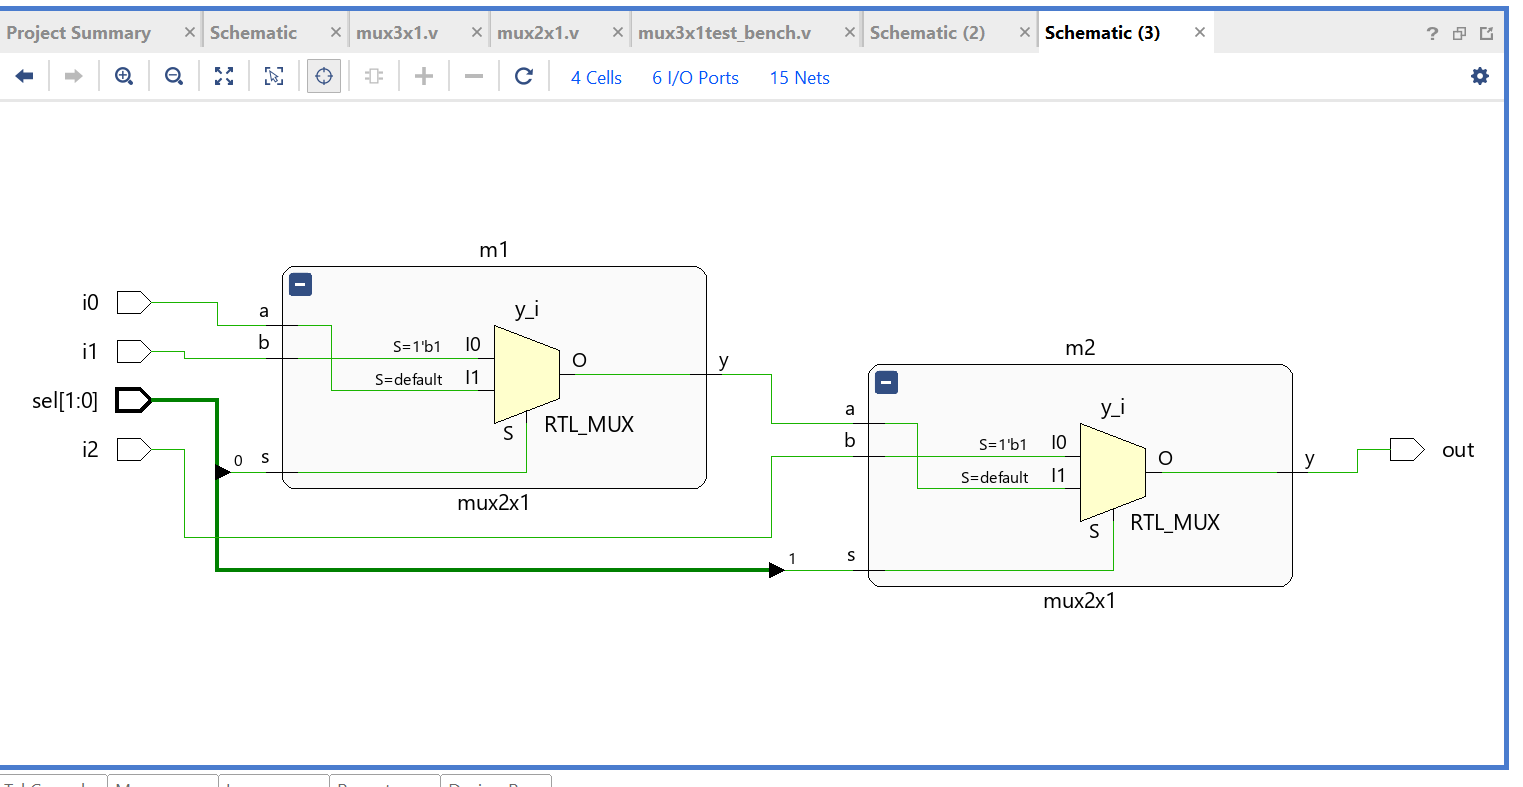 Project Summary × Schematic × mux3x1.v × mux2x1.v × mux3x1test_bench.v × Schematic (2) × Schematic (3) × ?
4 Cells 6 I/O Ports 15 Nets
m1
i0
a
y_i
i1
b
S=1'b1 I0
S=default I1
O
y
sel[1:0]
S
RTL_MUX
i2
0 s
mux2x1
m2
a
y_i
b
S=1'b1 I0
S=default I1
O
y
out
S
RTL_MUX
1 s
mux2x1